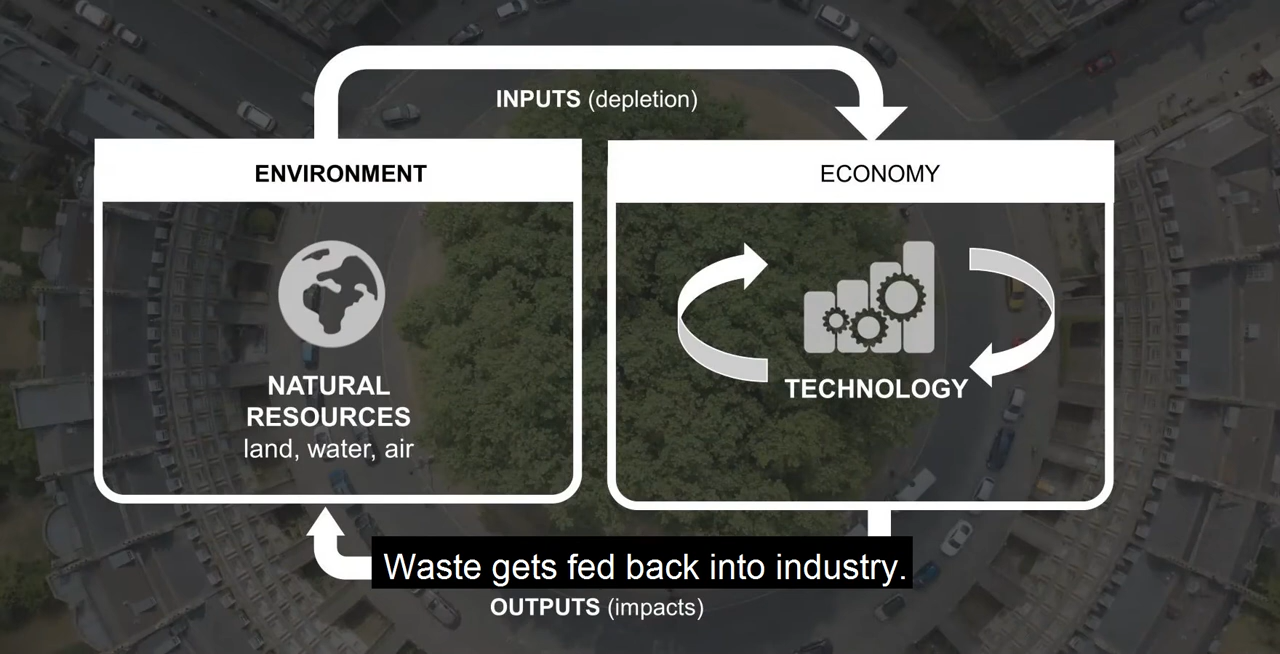 INPUTS (depletion)
ENVIRONMENT
ECONOMY
NATURAL
RESOURCES
land, water, air
TECHNOLOGY
Waste gets fed back into industry.
OUTPUTS (impacts)